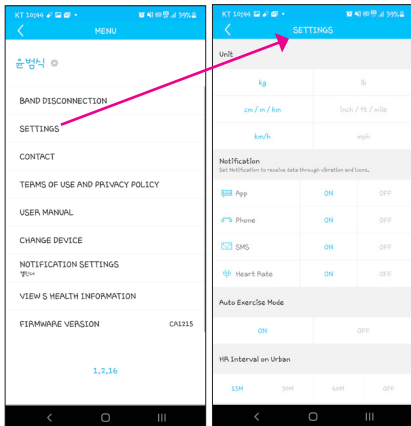 KT 10:44
39%
MENU
윤범식
BAND DISCONNECTION
SETTINGS
CONTACT
TERMS OF USE AND PRIVACY POLICY
USER MANUAL
CHANGE DEVICE
NOTIFICATION SETTINGS
VIEW S HEALTH INFORMATION
FIRMWARE VERSION CA1215
1.2.16
KT 10:44
39%
SETTINGS
Unit
kg lb
cm / m / km inch / ft / mile
km/h mph
Notification
Set Notification to receive data through vibration and icons.
App ON OFF
Phone ON OFF
SMS ON OFF
Heart Rate ON OFF
Auto Exercise Mode
ON OFF
HR Interval on Urban
15M 30M 60M OFF